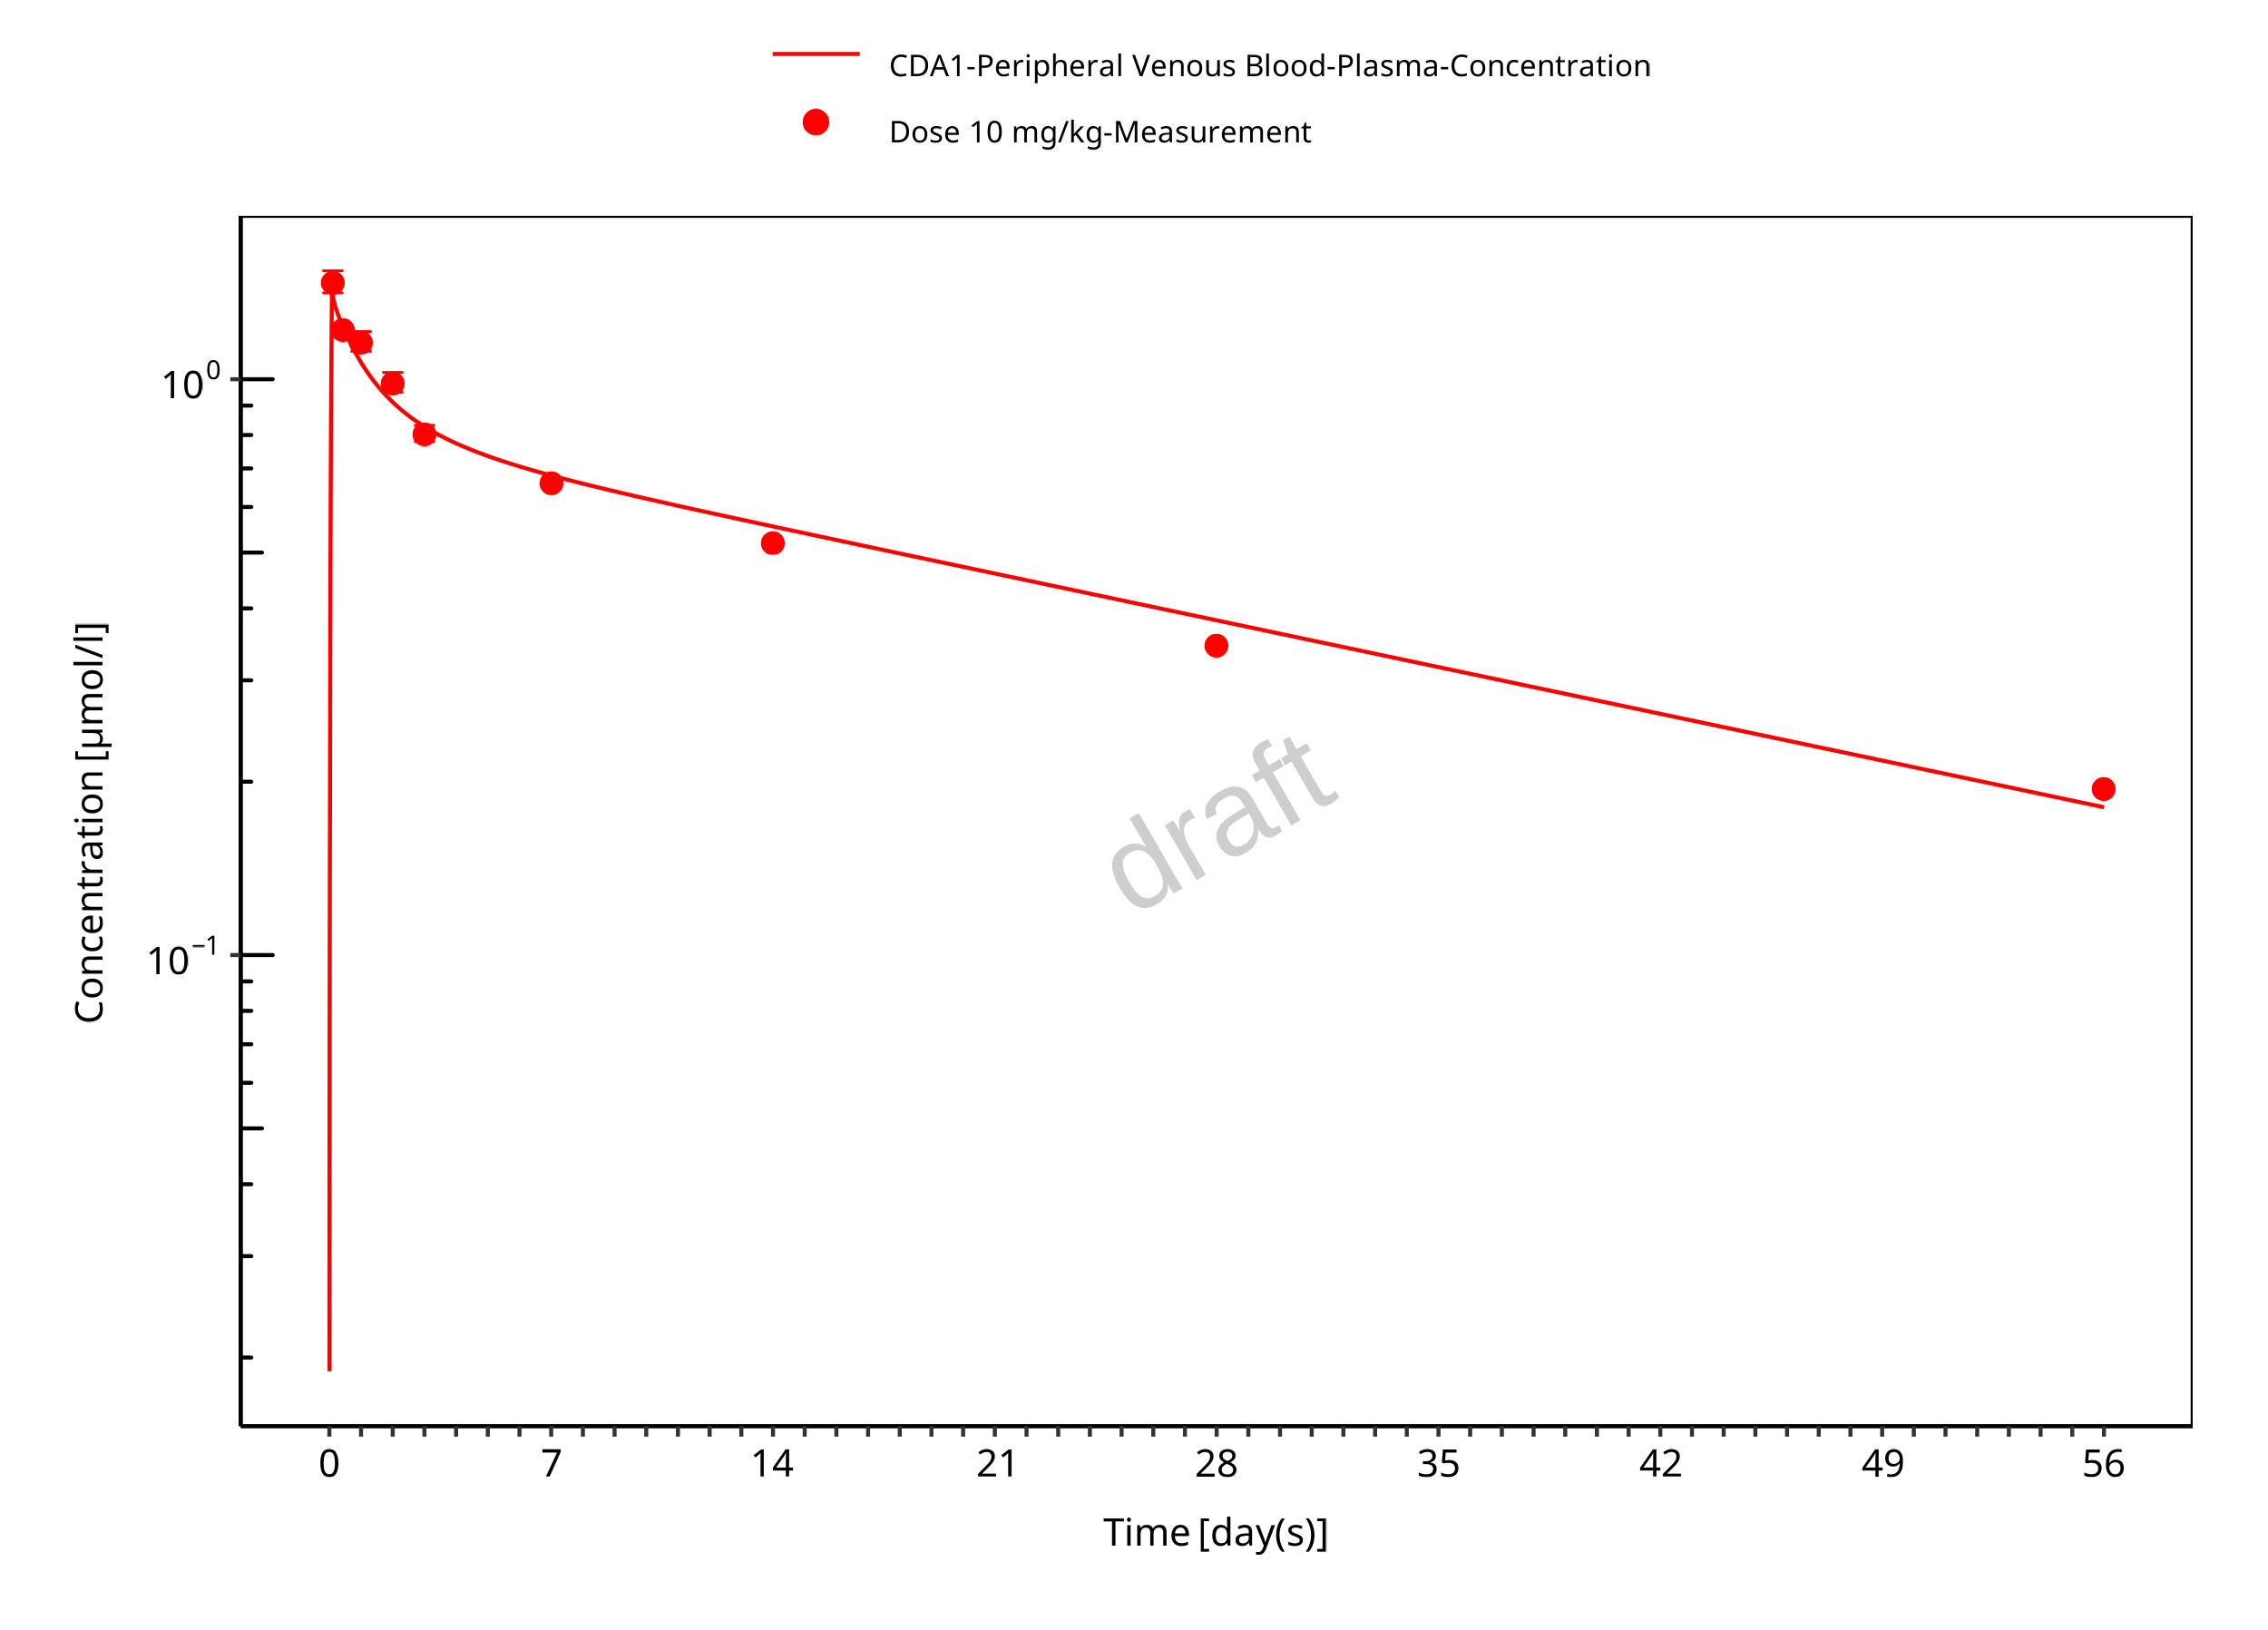 CDA1-Peripheral Venous Blood-Plasma-Concentration
Dose 10 mg/kg-Measurement
10⁰
10⁻¹
Concentration [µmol/l]
draft
0 7 14 21 28 35 42 49 56
Time [day(s)]